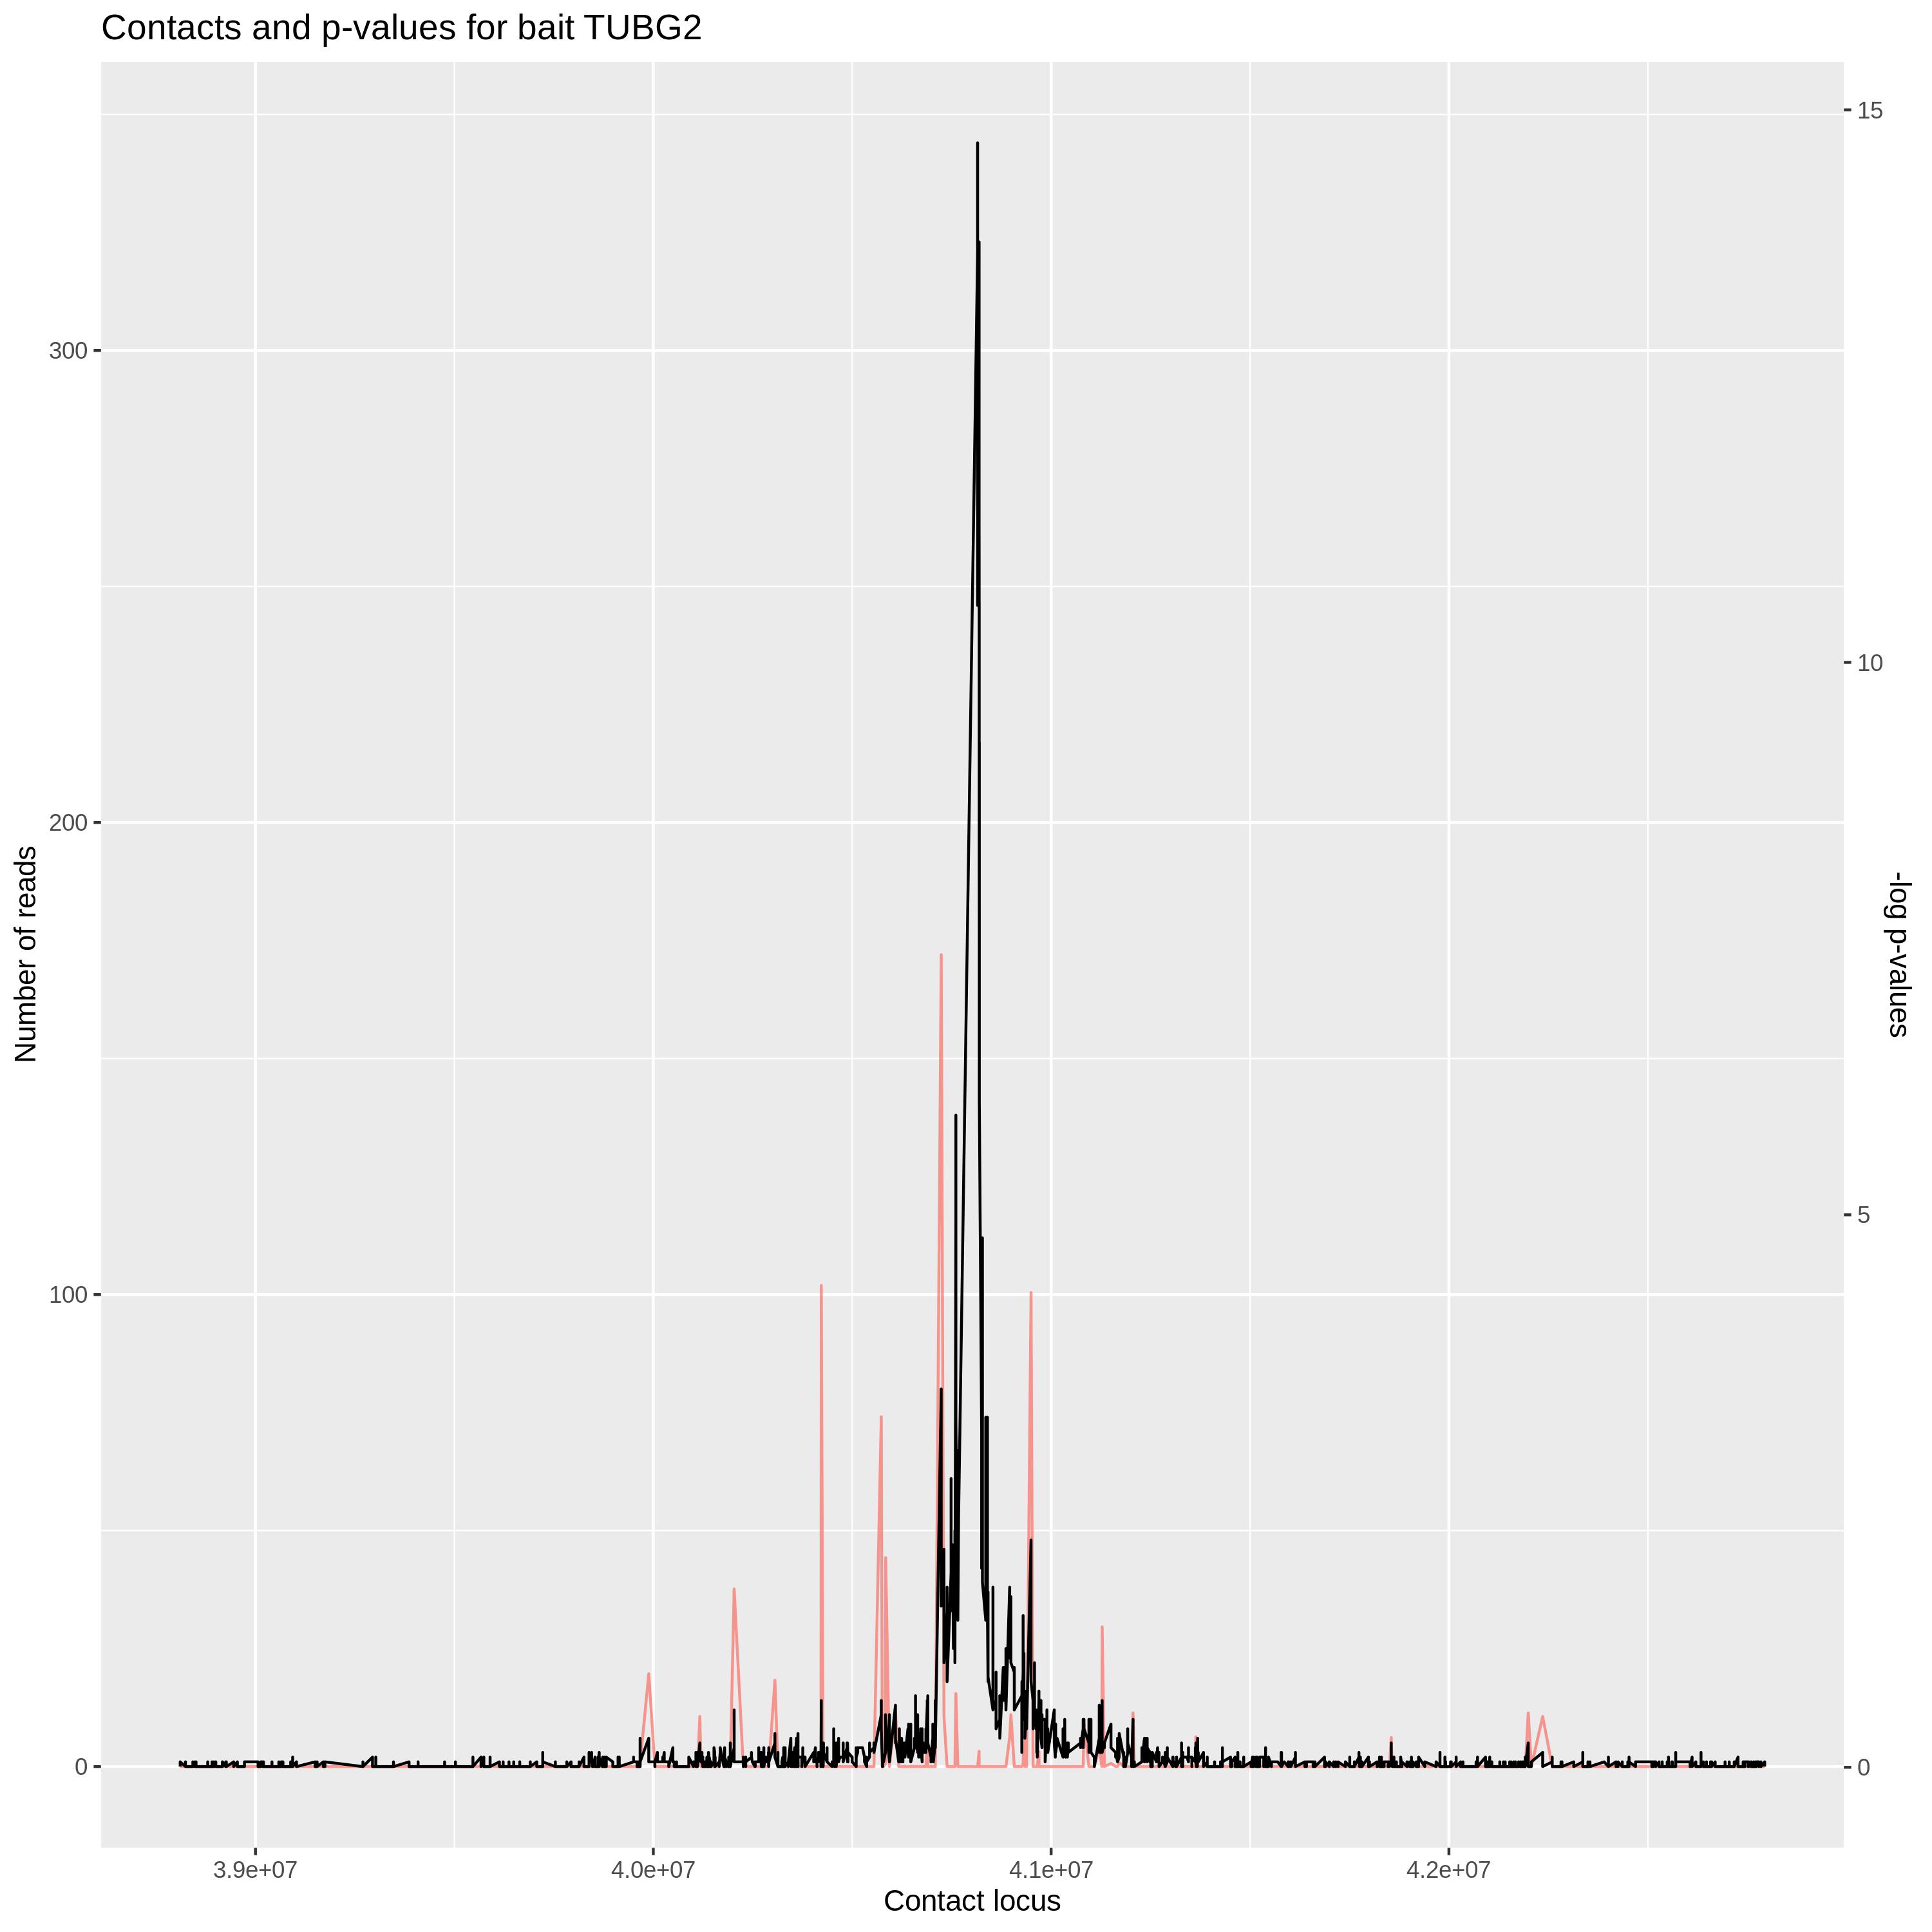 Contacts and p-values for bait TUBG2
Number of reads
300
200
100
0
15
10
5
0
-log p-values
3.9e+07 4.0e+07 4.1e+07 4.2e+07
Contact locus